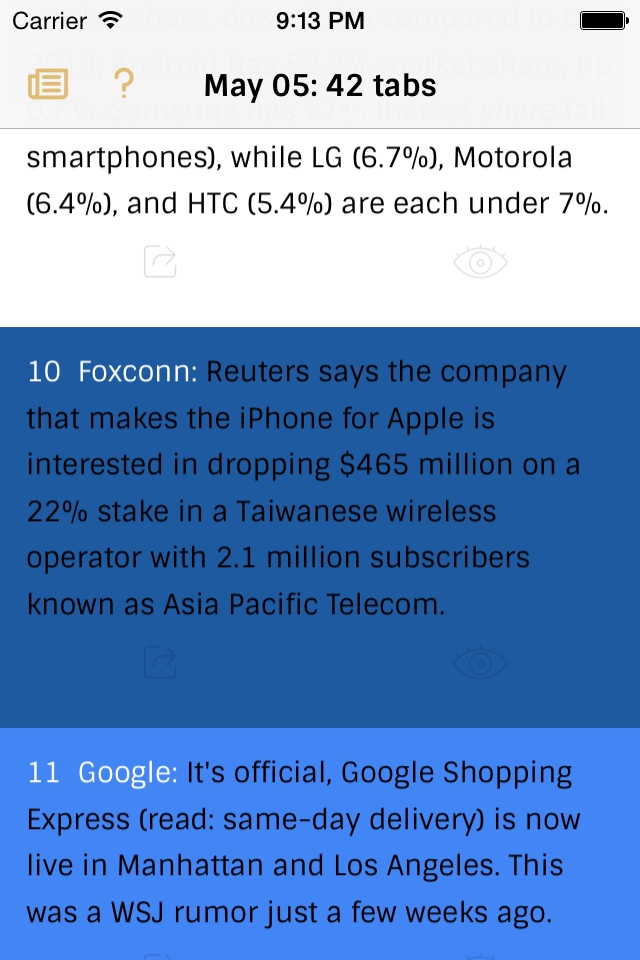 Carrier 9:13 PM
May 05: 42 tabs
smartphones), while LG (6.7%), Motorola
(6.4%), and HTC (5.4%) are each under 7%.
10 Foxconn: Reuters says the company
that makes the iPhone for Apple is
interested in dropping $465 million on a
22% stake in a Taiwanese wireless
operator with 2.1 million subscribers
known as Asia Pacific Telecom.
11 Google: It's official, Google Shopping
Express (read: same-day delivery) is now
live in Manhattan and Los Angeles. This
was a WSJ rumor just a few weeks ago.